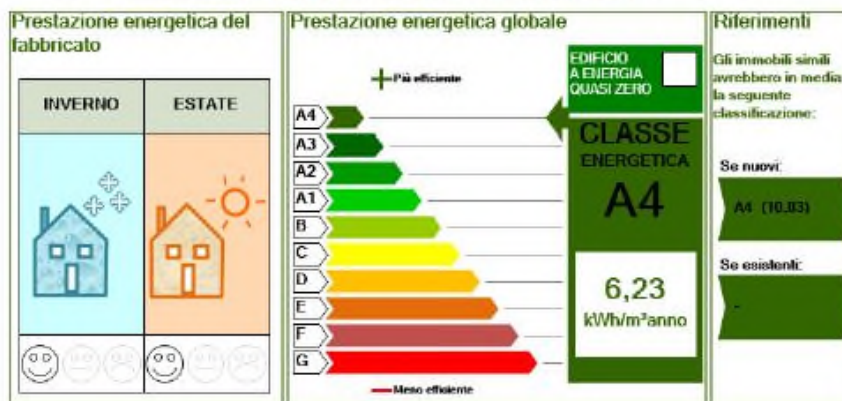 Prestazione energetica del
fabbricato
INVERNO
ESTATE
Prestazione energetica globale
Più efficiente
A4
A3
A2
A1
B
C
D
E
F
G
Meno efficiente
EDIFICIO
A ENERGIA
QUASI ZERO
CLASSE
ENERGETICA
A4
6,23
kWh/m³anno
Riferimenti
Gli immobili simili
avrebbero in media
la seguente
classificazione:
Se nuovi:
A4 (10,83)
Se esistenti:
-